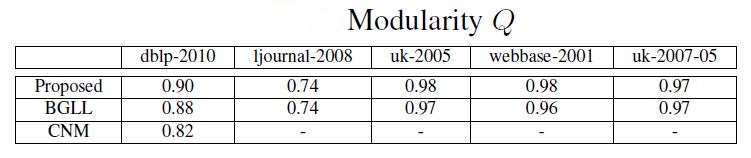 Modularity Q
dblp-2010 ljournal-2008 uk-2005 webbase-2001 uk-2007-05
Proposed 0.90 0.74 0.98 0.98 0.97
BGLL 0.88 0.74 0.97 0.96 0.97
CNM 0.82 - - - -